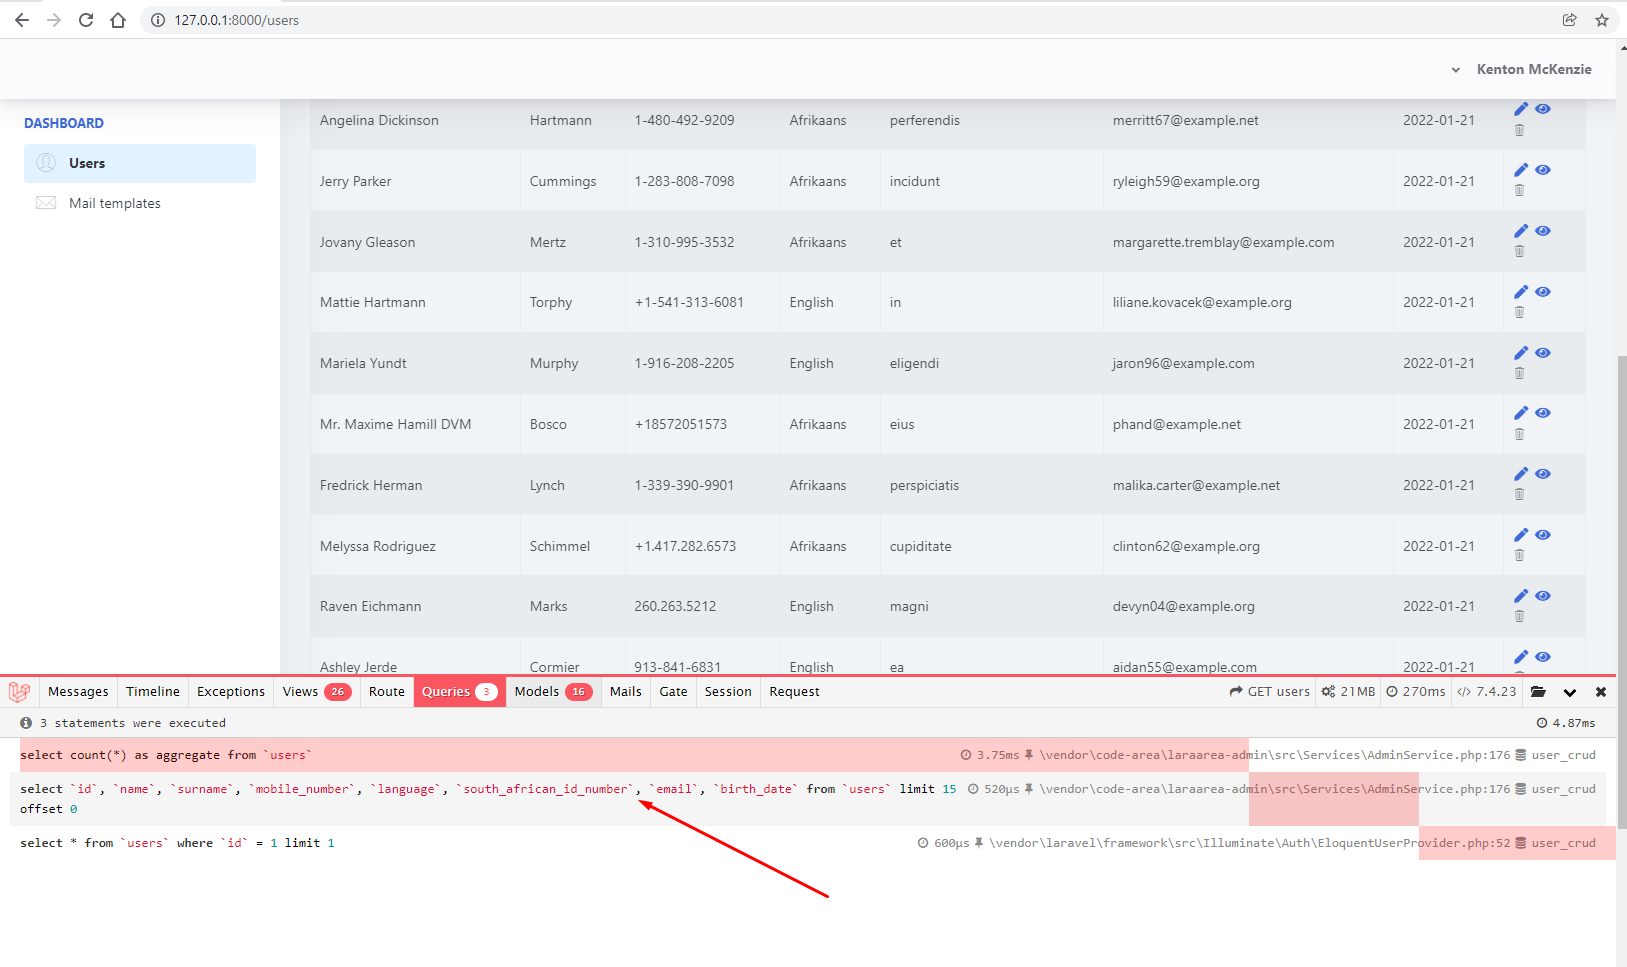 127.0.0.1:8000/users
Kenton McKenzie
DASHBOARD
Users
Mail templates
Angelina Dickinson Hartmann 1-480-492-9209 Afrikaans perferendis merritt67@example.net 2022-01-21
Jerry Parker Cummings 1-283-808-7098 Afrikaans incidunt ryleigh59@example.org 2022-01-21
Jovany Gleason Mertz 1-310-995-3532 Afrikaans et margarette.tremblay@example.com 2022-01-21
Mattie Hartmann Torphy +1-541-313-6081 English in liliane.kovacek@example.org 2022-01-21
Mariela Yundt Murphy 1-916-208-2205 English eligendi jaron96@example.com 2022-01-21
Mr. Maxime Hamill DVM Bosco +18572051573 Afrikaans eius phand@example.net 2022-01-21
Fredrick Herman Lynch 1-339-390-9901 Afrikaans perspiciatis malika.carter@example.net 2022-01-21
Melyssa Rodriguez Schimmel +1.417.282.6573 Afrikaans cupiditate clinton62@example.org 2022-01-21
Raven Eichmann Marks 260.263.5212 English magni devyn04@example.org 2022-01-21
Ashley Jerde Cormier 913-841-6831 English ea aidan55@example.com 2022-01-21
Messages Timeline Exceptions Views 26 Route Queries 3 Models 16 Mails Gate Session Request GET users 21MB 270ms </> 7.4.23
3 statements were executed 4.87ms
select count(*) as aggregate from `users` 3.75ms \vendor\code-area\laraarea-admin\src\Services\AdminService.php:176 user_crud
select `id`, `name`, `surname`, `mobile_number`, `language`, `south_african_id_number`, `email`, `birth_date` from `users` limit 15 520μs \vendor\code-area\laraarea-admin\src\Services\AdminService.php:176 user_crud
offset 0
select * from `users` where `id` = 1 limit 1 600μs \vendor\laravel\framework\src\Illuminate\Auth\EloquentUserProvider.php:52 user_crud